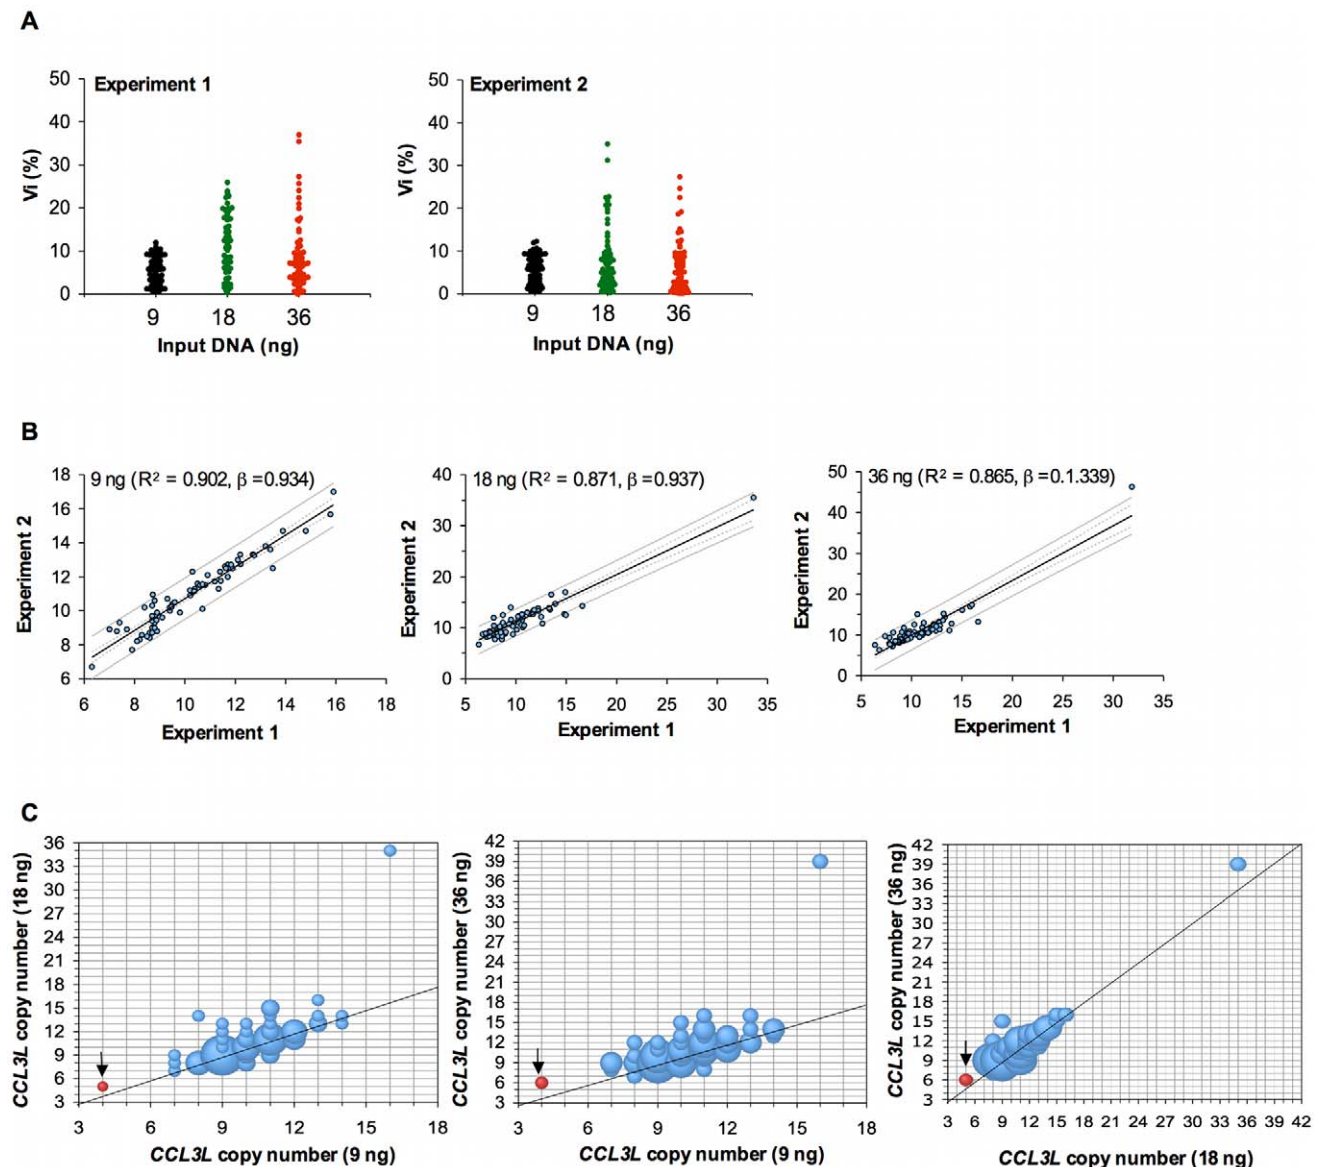 A
Experiment 1
50
40
30
20
10
0
Vi (%)
9 18 36
Input DNA (ng)
Experiment 2
50
40
30
20
10
0
Vi (%)
9 18 36
Input DNA (ng)
B
9 ng (R² = 0.902, β =0.934)
18
16
14
12
10
8
6
Experiment 2
6 8 10 12 14 16 18
Experiment 1
18 ng (R² = 0.871, β =0.937)
40
30
20
10
0
Experiment 2
5 10 15 20 25 30 35
Experiment 1
36 ng (R² = 0.865, β =0.1.339)
50
40
30
20
10
0
Experiment 2
5 10 15 20 25 30 35
Experiment 1
C
36
33
30
27
24
21
18
15
12
9
6
3
CCL3L copy number (18 ng)
3 6 9 12 15 18
CCL3L copy number (9 ng)
42
39
36
33
30
27
24
21
18
15
12
9
6
3
CCL3L copy number (36 ng)
3 6 9 12 15 18
CCL3L copy number (9 ng)
42
39
36
33
30
27
24
21
18
15
12
9
6
3
CCL3L copy number (36 ng)
3 6 9 12 15 18 21 24 27 30 33 36 39 42
CCL3L copy number (18 ng)